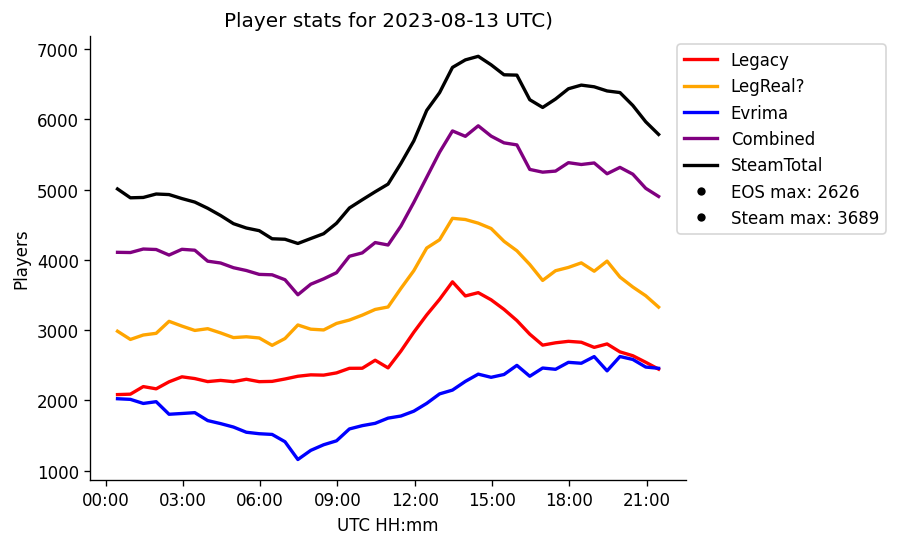 Player stats for 2023-08-13 UTC)
7000
6000
5000
4000
3000
2000
1000
Players
00:00 03:00 06:00 09:00 12:00 15:00 18:00 21:00
UTC HH:mm
Legacy
LegReal?
Evrima
Combined
SteamTotal
EOS max: 2626
Steam max: 3689